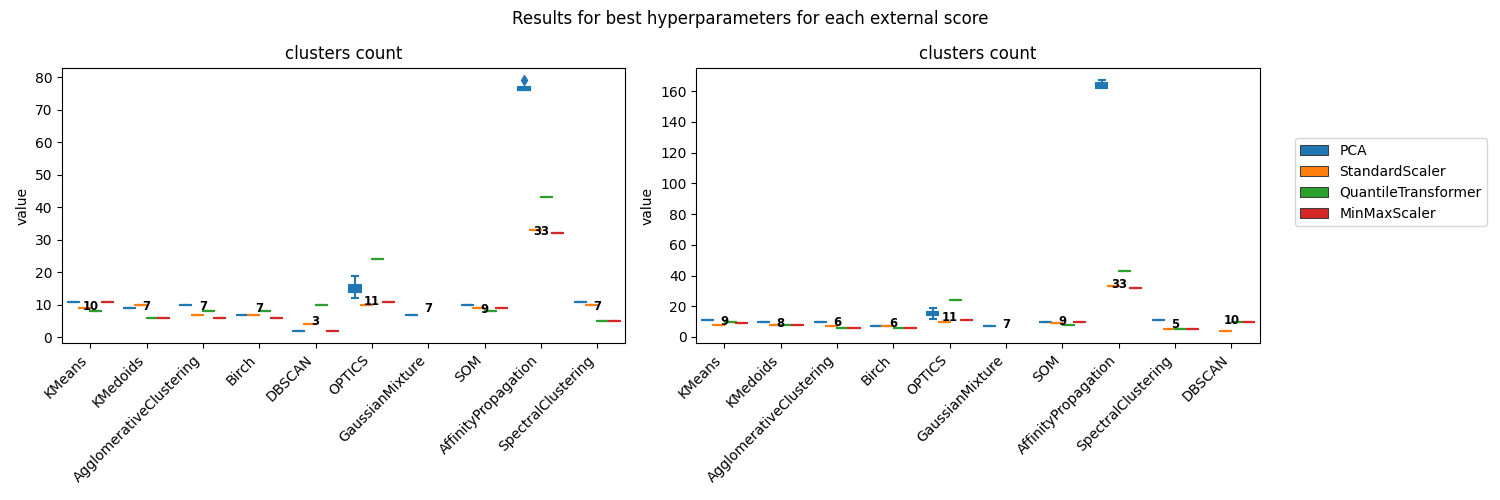 Results for best hyperparameters for each external score
clusters count
value
80
70
60
50
40
30
20
10
0
10
7
7
7
3
11
7
9
33
7
KMeans
KMedoids
AgglomerativeClustering
Birch
DBSCAN
OPTICS
GaussianMixture
SOM
AffinityPropagation
SpectralClustering
clusters count
value
160
140
120
100
80
60
40
20
0
9
8
6
6
11
7
9
33
5
10
KMeans
KMedoids
AgglomerativeClustering
Birch
OPTICS
GaussianMixture
SOM
AffinityPropagation
SpectralClustering
DBSCAN
PCA
StandardScaler
QuantileTransformer
MinMaxScaler